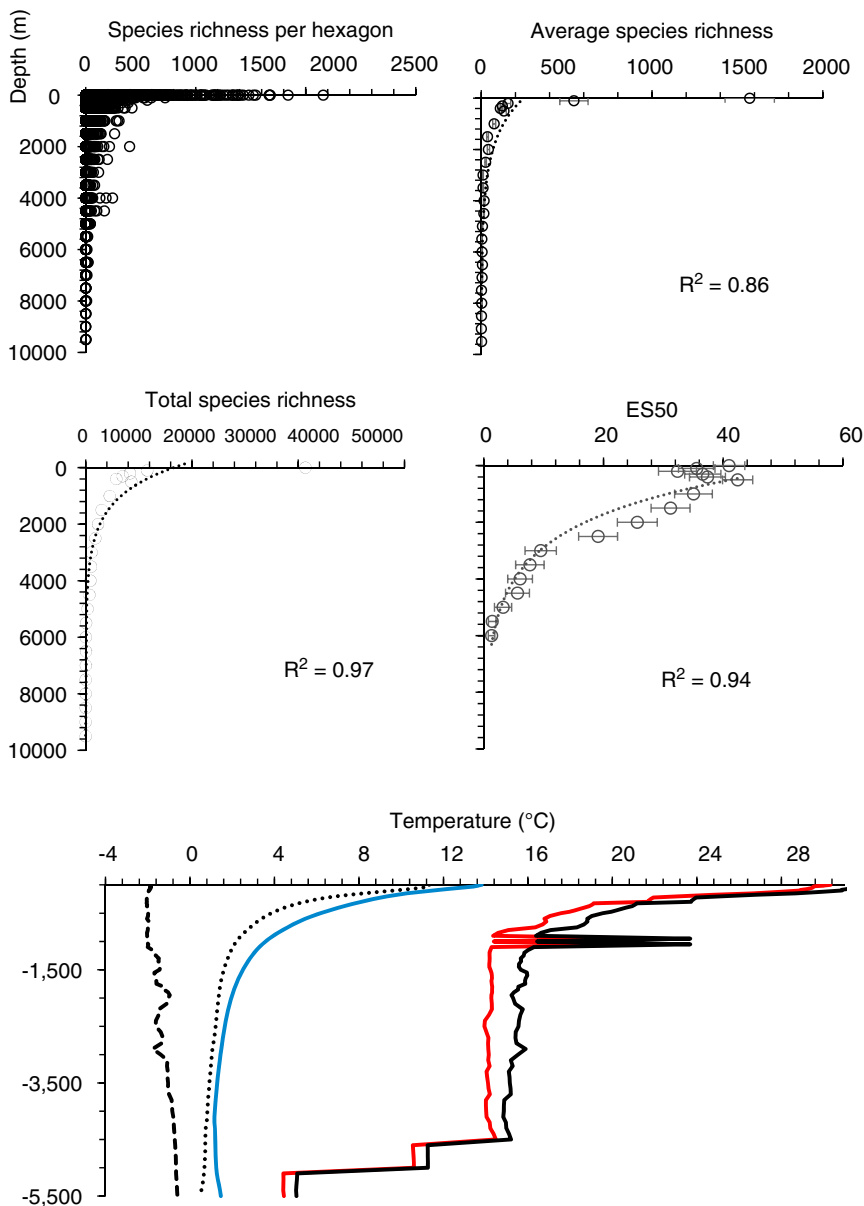 Species richness per hexagon
Average species richness
Depth (m)
0 500 1000 1500 2000 2500
0 500 1000 1500 2000
0
2000
4000
6000
8000
10000
R² = 0.86
Total species richness
ES50
0 10000 20000 30000 40000 50000
0 20 40 60
0
2000
4000
6000
8000
10000
R² = 0.97
R² = 0.94
Temperature (°C)
-4 0 4 8 12 16 20 24 28
-1,500
-3,500
-5,500